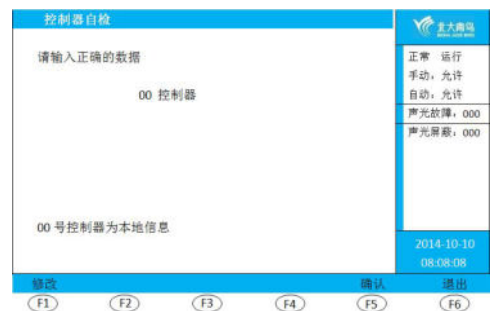 控制器自检
北大青鸟
请输入正确的数据
00 控制器
00 号控制器为本地信息
正常 运行
手动：允许
自动：允许
声光故障：000
声光屏蔽：000
2014-10-10
08:08:08
修改 确认 退出
F1 F2 F3 F4 F5 F6